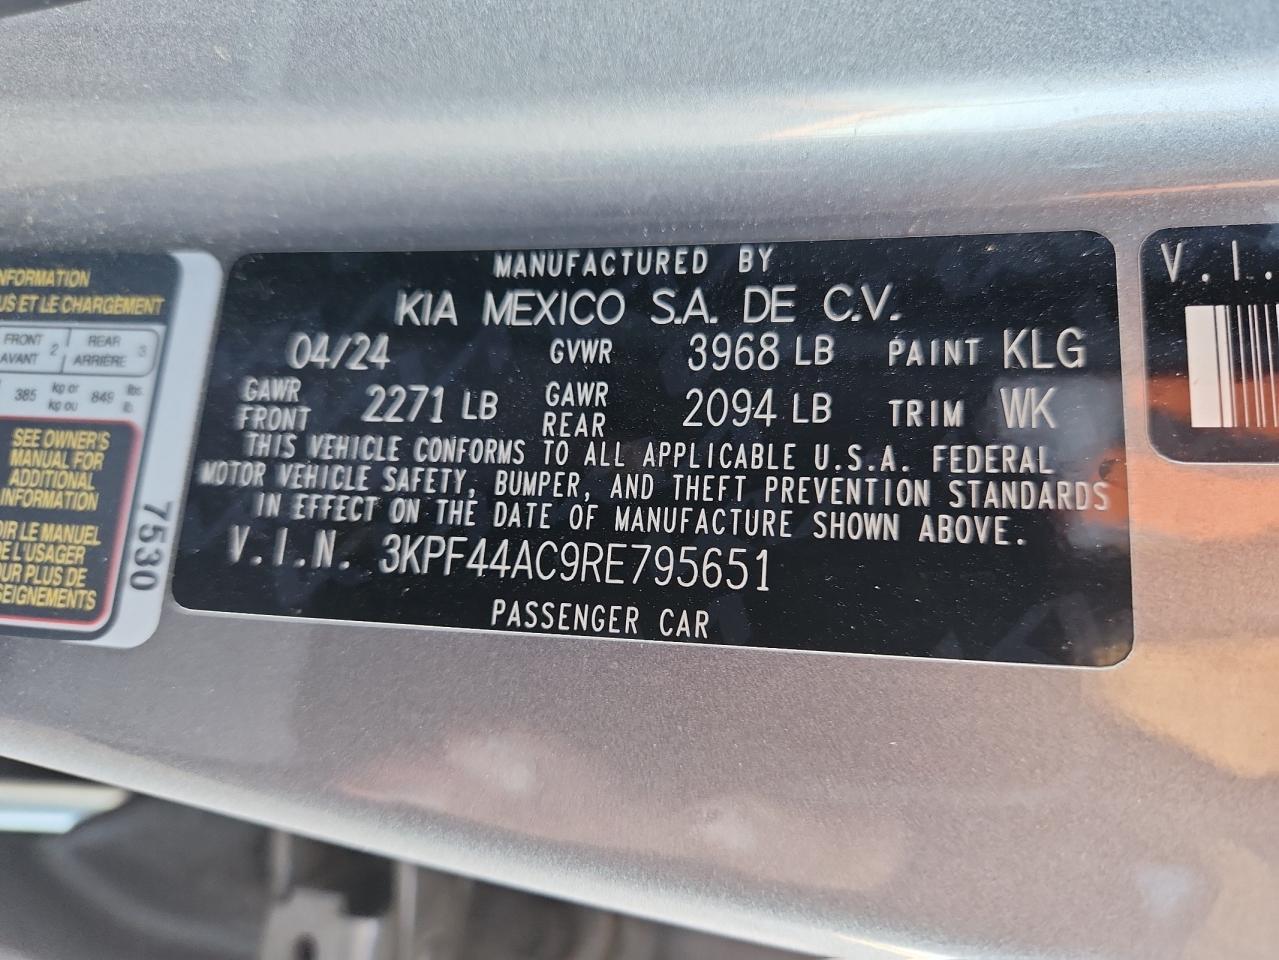 NFORMATION
US ET LE CHARGEMENT
FRONT AVANT 2 REAR ARRIÈRE 3
385 kg or kg ou 849 lbs. lb.
SEE OWNER'S
MANUAL FOR
ADDITIONAL
INFORMATION
OIR LE MANUEL
DE L'USAGER
OUR PLUS DE
SEIGNEMENTS
7530
MANUFACTURED BY
KIA MEXICO S.A. DE C.V.
04/24 GVWR 3968 LB PAINT KLG
GAWR FRONT 2271 LB GAWR REAR 2094 LB TRIM WK
THIS VEHICLE CONFORMS TO ALL APPLICABLE U.S.A. FEDERAL
MOTOR VEHICLE SAFETY, BUMPER, AND THEFT PREVENTION STANDARDS
IN EFFECT ON THE DATE OF MANUFACTURE SHOWN ABOVE.
V.I.N. 3KPF44AC9RE795651
PASSENGER CAR
V.I.